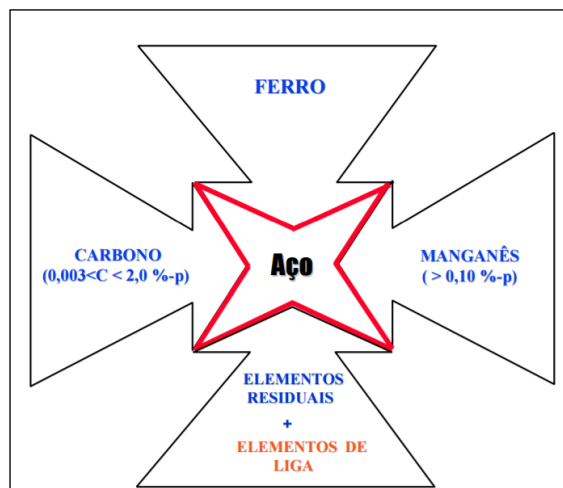 FERRO
CARBONO
(0,003<C < 2,0 %-p)
Aço
MANGANÊS
( > 0,10 %-p)
ELEMENTOS
RESIDUAIS
+
ELEMENTOS DE
LIGA